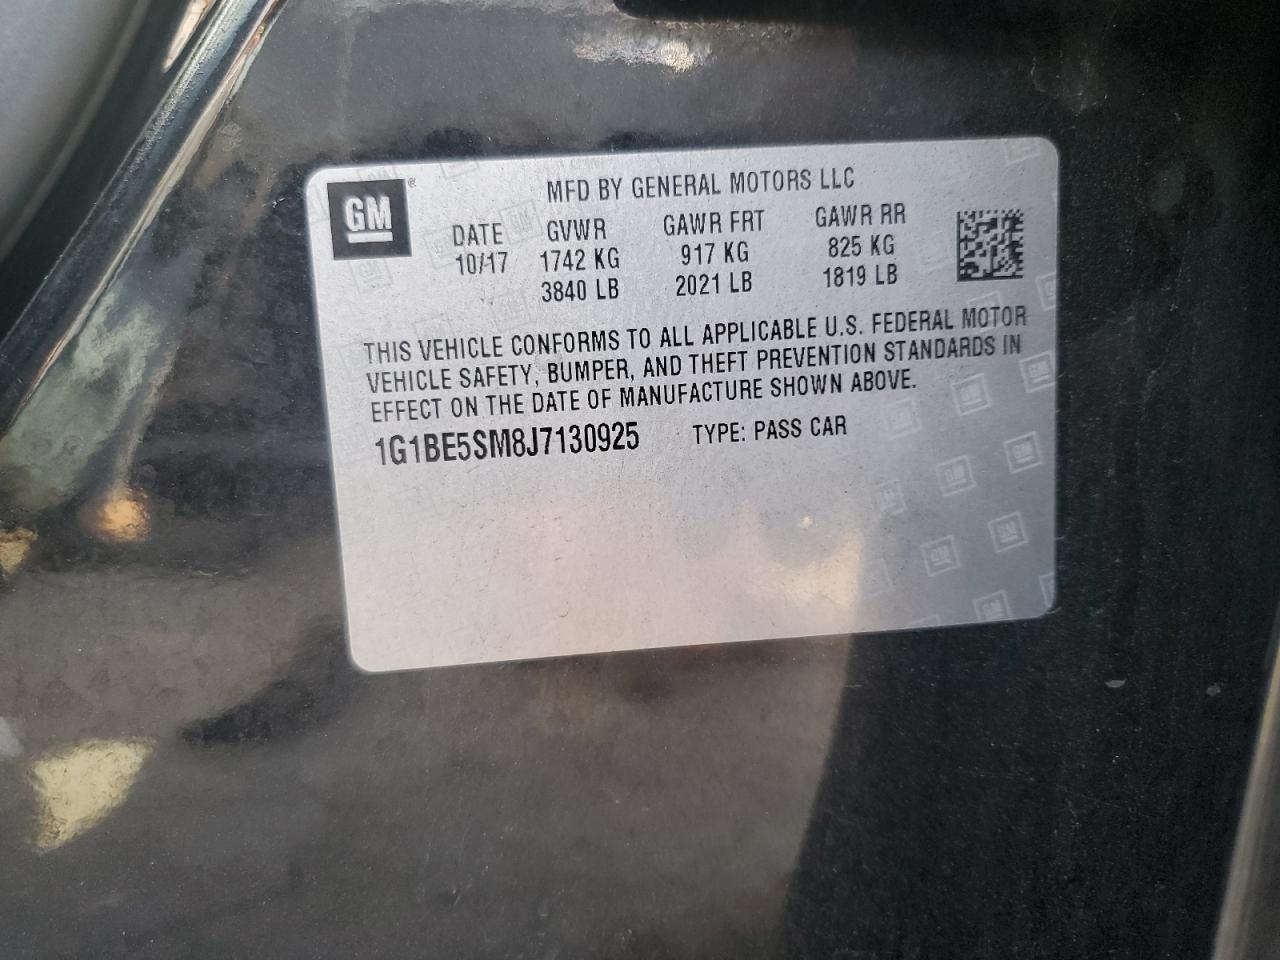 GM®
MFD BY GENERAL MOTORS LLC
DATE GVWR GAWR FRT GAWR RR
10/17 1742 KG 917 KG 825 KG
3840 LB 2021 LB 1819 LB
THIS VEHICLE CONFORMS TO ALL APPLICABLE U.S. FEDERAL MOTOR
VEHICLE SAFETY, BUMPER, AND THEFT PREVENTION STANDARDS IN
EFFECT ON THE DATE OF MANUFACTURE SHOWN ABOVE.
1G1BE5SM8J7130925 TYPE: PASS CAR